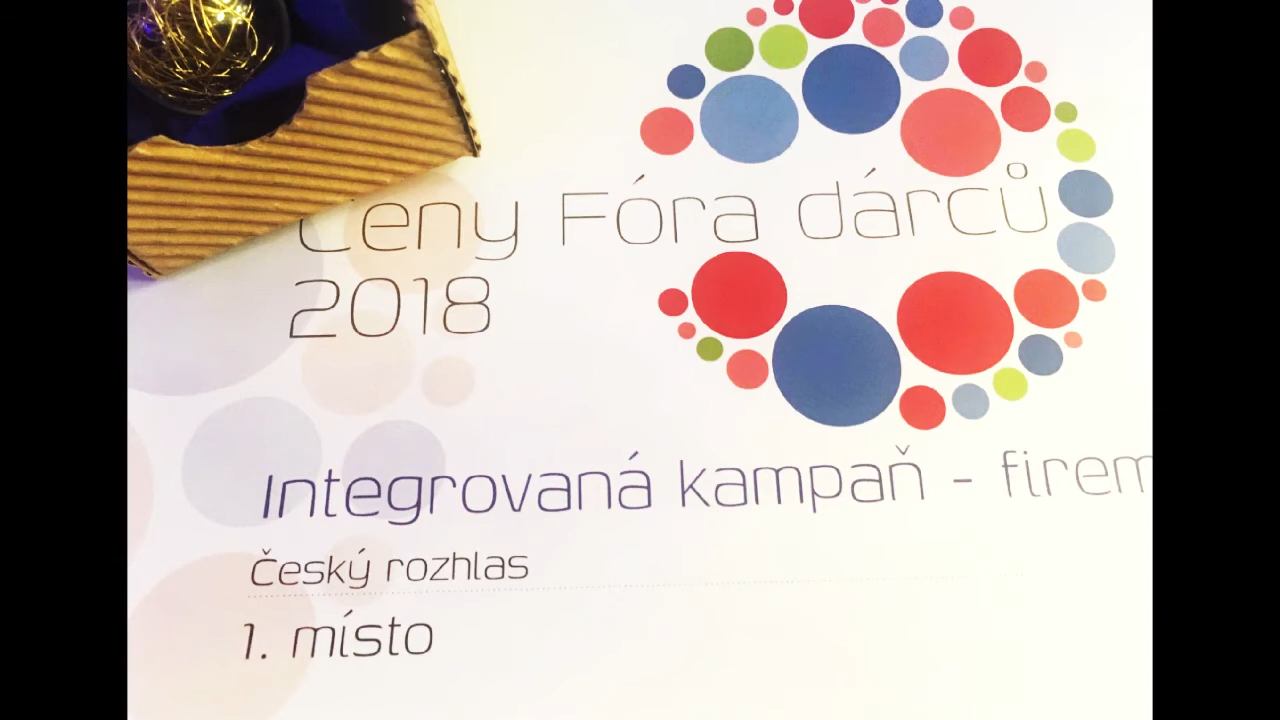 Ceny Fóra dárců
2018
Integrovaná kampaň - firem
Český rozhlas
1. místo